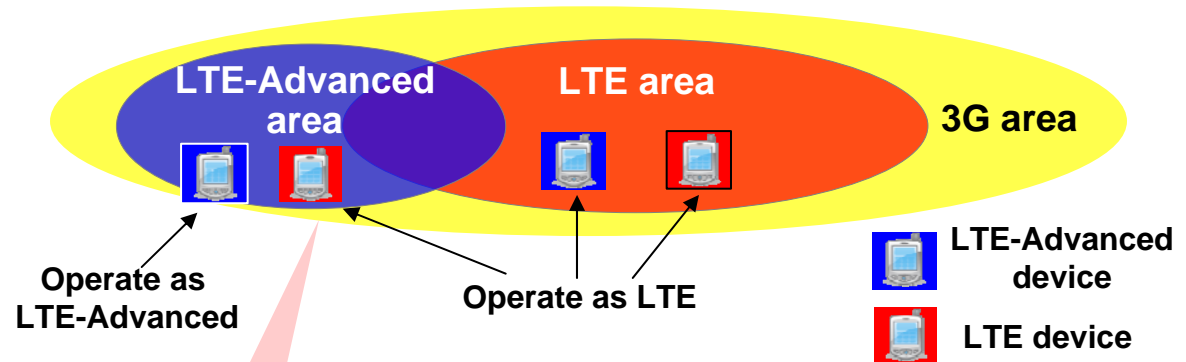 LTE-Advanced
area
LTE area
3G area
Operate as
LTE-Advanced
Operate as LTE
LTE-Advanced
device
LTE device